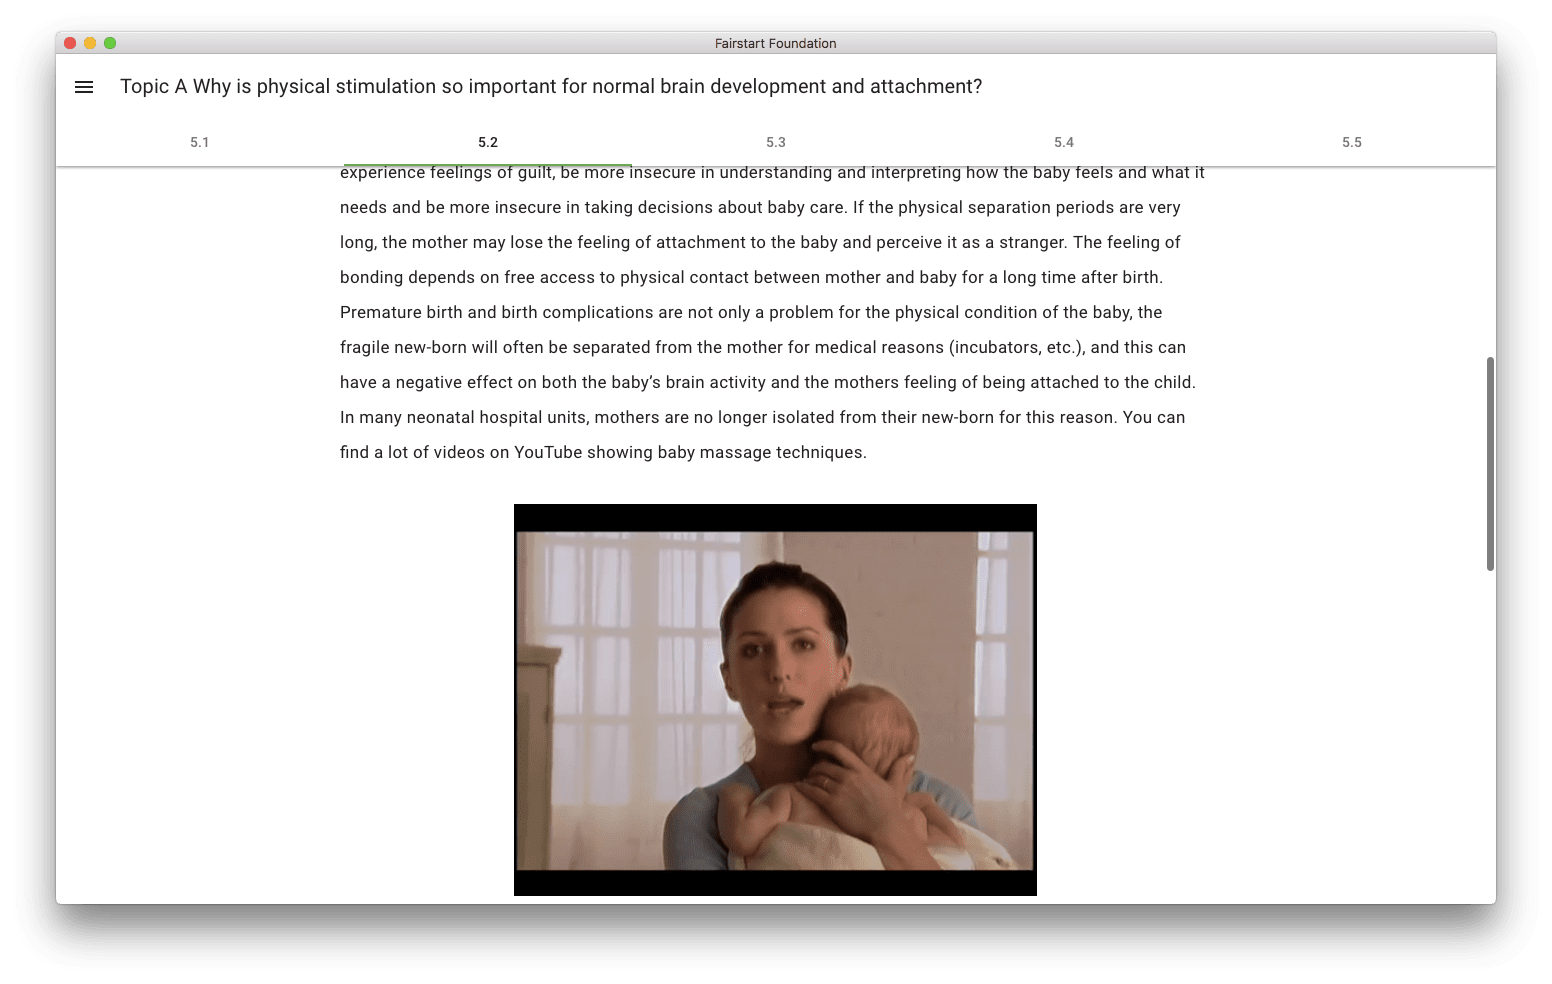 Fairstart Foundation
Topic A Why is physical stimulation so important for normal brain development and attachment?
5.1 5.2 5.3 5.4 5.5
experience feelings of guilt, be more insecure in understanding and interpreting how the baby feels and what it
needs and be more insecure in taking decisions about baby care. If the physical separation periods are very
long, the mother may lose the feeling of attachment to the baby and perceive it as a stranger. The feeling of
bonding depends on free access to physical contact between mother and baby for a long time after birth.
Premature birth and birth complications are not only a problem for the physical condition of the baby, the
fragile new-born will often be separated from the mother for medical reasons (incubators, etc.), and this can
have a negative effect on both the baby’s brain activity and the mothers feeling of being attached to the child.
In many neonatal hospital units, mothers are no longer isolated from their new-born for this reason. You can
find a lot of videos on YouTube showing baby massage techniques.